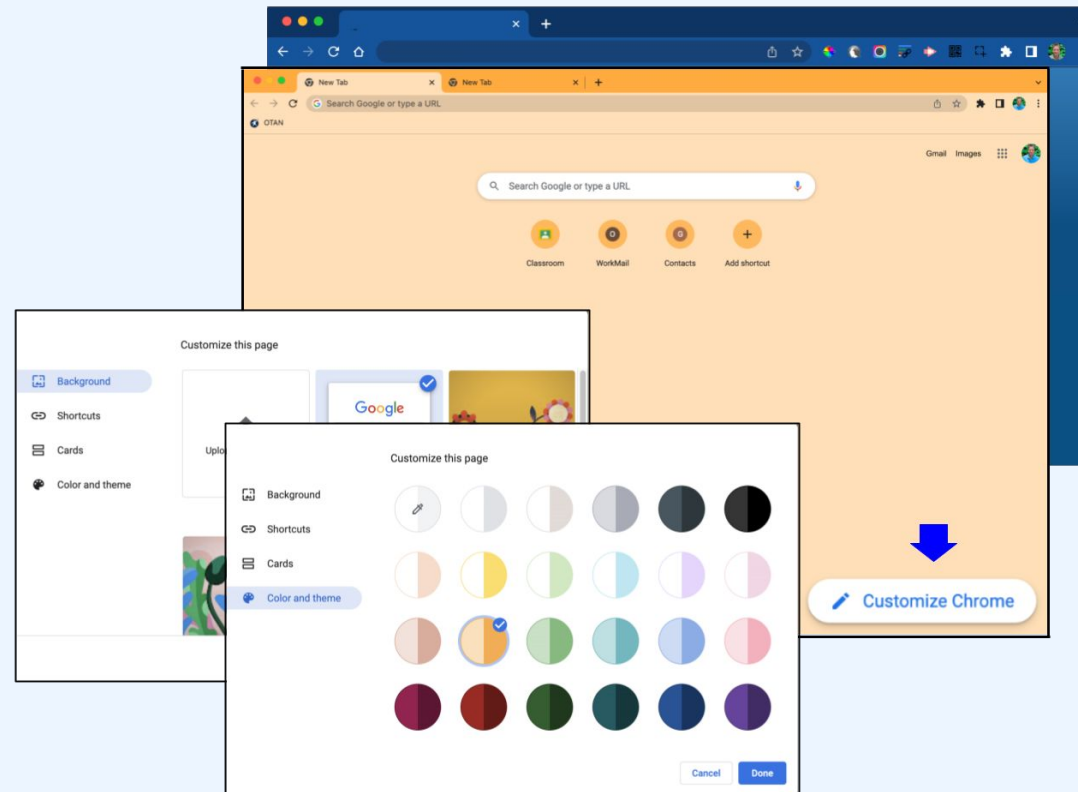 New Tab
New Tab
Search Google or type a URL
OTAN
Gmail Images
Search Google or type a URL
Classroom
WorkMail
Contacts
Add shortcut
Customize this page
Background
Shortcuts
Cards
Color and theme
Google
Customize this page
Background
Shortcuts
Cards
Color and theme
Cancel
Done
Customize Chrome